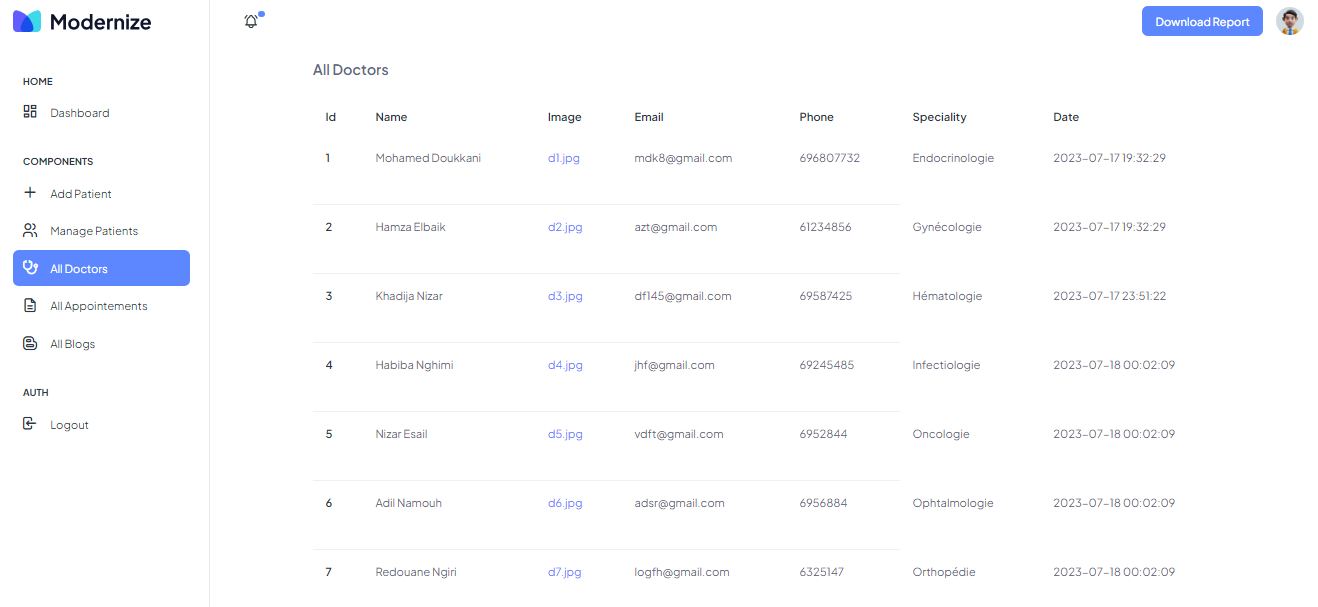 Modernize
Download Report
HOME
Dashboard
COMPONENTS
Add Patient
Manage Patients
All Doctors
All Appointements
All Blogs
AUTH
Logout
All Doctors
Id Name Image Email Phone Speciality Date
1 Mohamed Doukkani d1.jpg mdk8@gmail.com 696807732 Endocrinologie 2023-07-17 19:32:29
2 Hamza Elbaik d2.jpg azt@gmail.com 61234856 Gynécologie 2023-07-17 19:32:29
3 Khadija Nizar d3.jpg df145@gmail.com 69587425 Hématologie 2023-07-17 23:51:22
4 Habiba Nghimi d4.jpg jhf@gmail.com 69245485 Infectiologie 2023-07-18 00:02:09
5 Nizar Esail d5.jpg vdft@gmail.com 6952844 Oncologie 2023-07-18 00:02:09
6 Adil Namouh d6.jpg adsr@gmail.com 6956884 Ophtalmologie 2023-07-18 00:02:09
7 Redouane Ngiri d7.jpg logfh@gmail.com 6325147 Orthopédie 2023-07-18 00:02:09